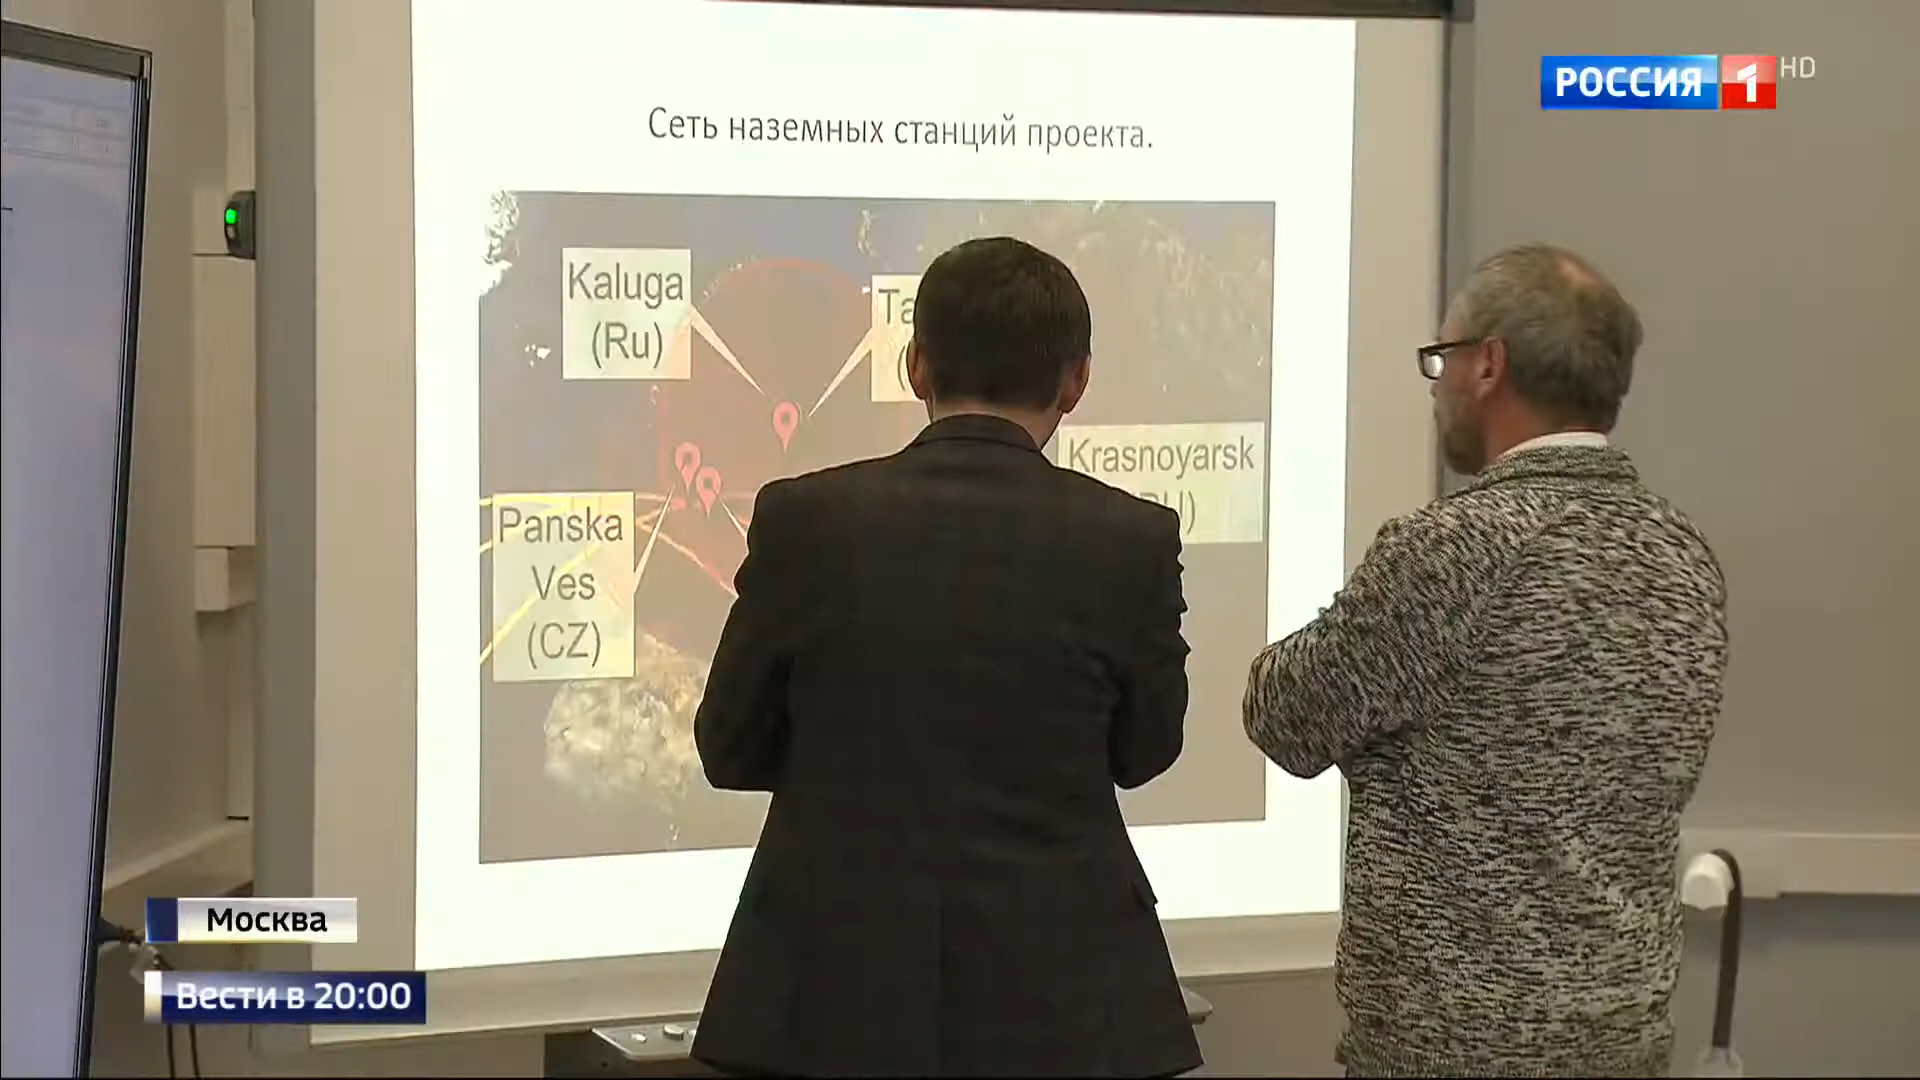 РОССИЯ 1 HD
Сеть наземных станций проекта.
Kaluga
(Ru)
Krasnoyarsk
Panska
Ves
(CZ)
Москва
Вести в 20:00